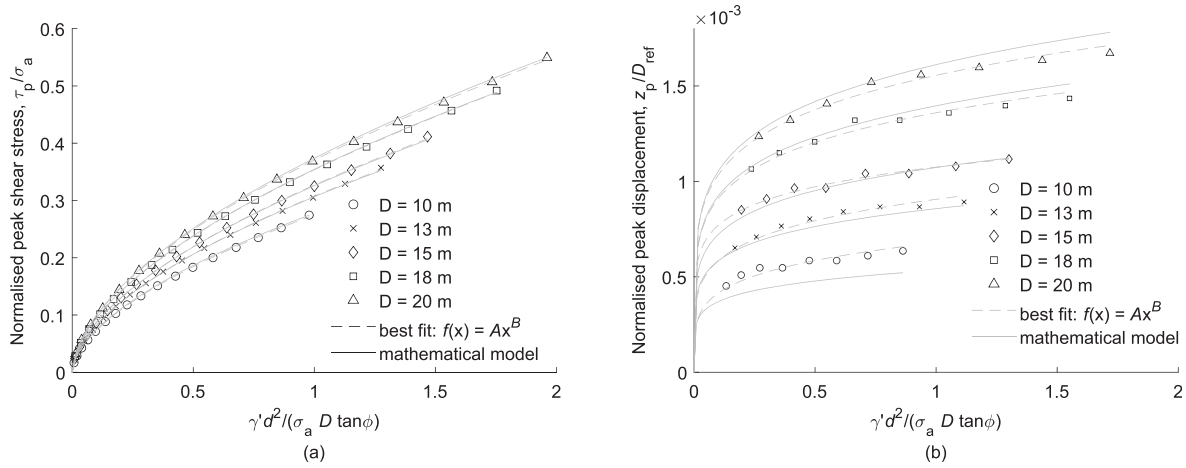 0.6
0.5
0.4
0.3
0.2
0.1
0
Normalised peak shear stress, τp/σa
D = 10 m
D = 13 m
D = 15 m
D = 18 m
D = 20 m
best fit: f(x) = Ax^B
mathematical model
0 0.5 1 1.5 2
γ'd²/(σa D tanϕ)
(a)
×10⁻³
1.5
1
0.5
0
Normalised peak displacement, zp/Dref
D = 10 m
D = 13 m
D = 15 m
D = 18 m
D = 20 m
best fit: f(x) = Ax^B
mathematical model
0 0.5 1 1.5 2
γ'd²/(σa D tanϕ)
(b)